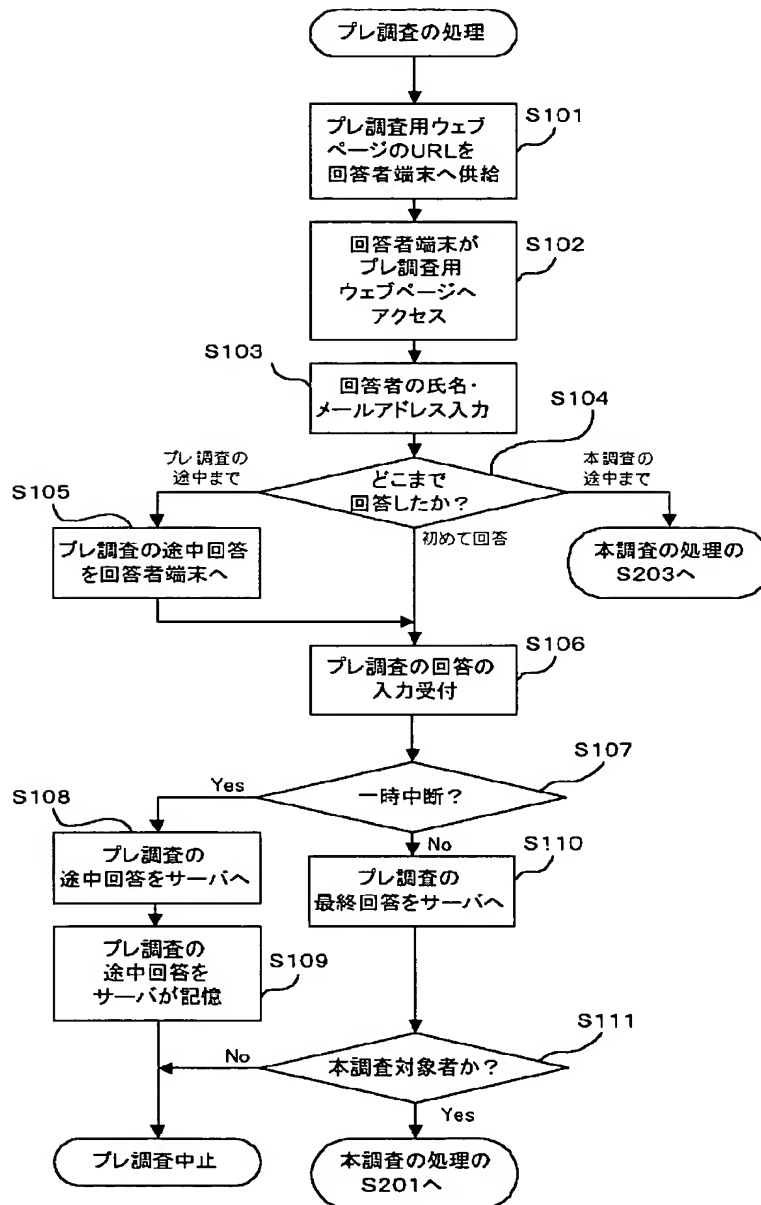 プレ調査の処理
S101
プレ調査用ウェブ
ページのURLを
回答者端末へ供給
S102
回答者端末が
プレ調査用
ウェブページへ
アクセス
S103
回答者の氏名・
メールアドレス入力
S104
プレ調査の
途中まで
どこまで
回答したか？
本調査の
途中まで
S105
プレ調査の途中回答
を回答者端末へ
初めて回答
本調査の処理の
S203へ
S106
プレ調査の回答の
入力受付
S107
Yes
一時中断？
S108
No
S110
プレ調査の
途中回答をサーバへ
プレ調査の
最終回答をサーバへ
S109
プレ調査の
途中回答を
サーバが記憶
S111
No
本調査対象者か？
Yes
プレ調査中止
本調査の処理の
S201へ